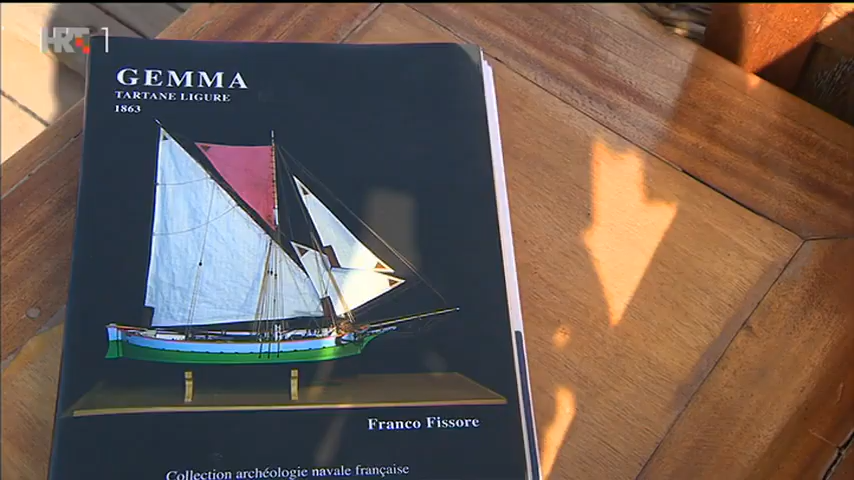 HRT 1
GEMMA
TARTANE LIGURE
1863
Franco Fissore
Collection archéologie navale française